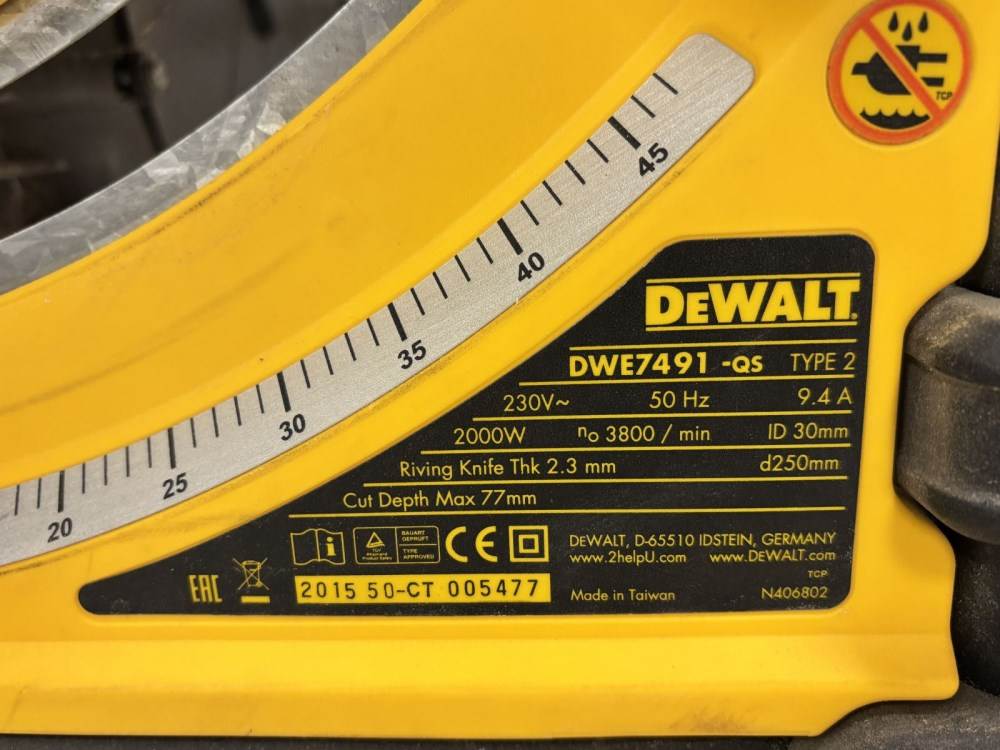 TCP
45
40
35
30
25
20
DEWALT
DWE7491 -QS TYPE 2
230V~ 50 Hz 9.4 A
2000W no 3800 / min ID 30mm
Riving Knife Thk 2.3 mm d250mm
Cut Depth Max 77mm
i
TÜV
BAUART GEPRÜFT
TYPE APPROVED
CE
DEWALT, D-65510 IDSTEIN, GERMANY
www.2helpU.com www.DEWALT.com
TCP
EAC
2015 50-CT 005477
Made in Taiwan N406802